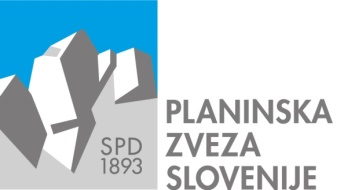 SPD
1893
PLANINSKA
ZVEZA
SLOVENIJE